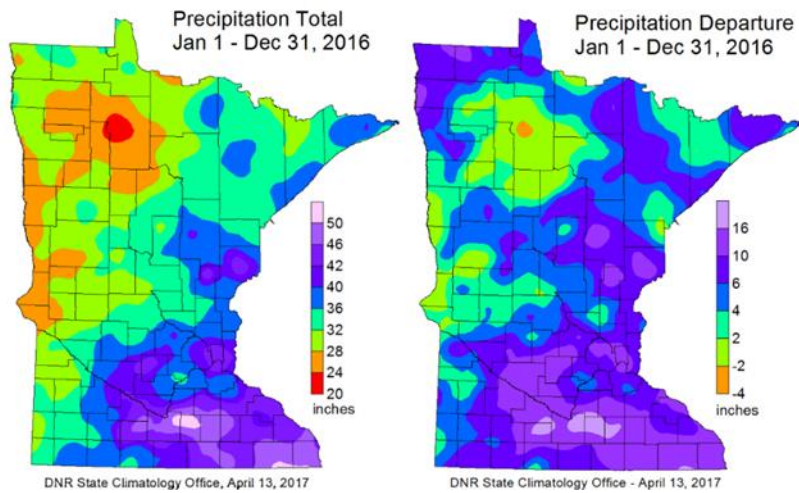 Precipitation Total
Jan 1 - Dec 31, 2016
50
46
42
40
36
32
28
24
20
inches
DNR State Climatology Office, April 13, 2017
Precipitation Departure
Jan 1 - Dec 31, 2016
16
10
6
4
2
-2
-4
inches
DNR State Climatology Office - April 13, 2017